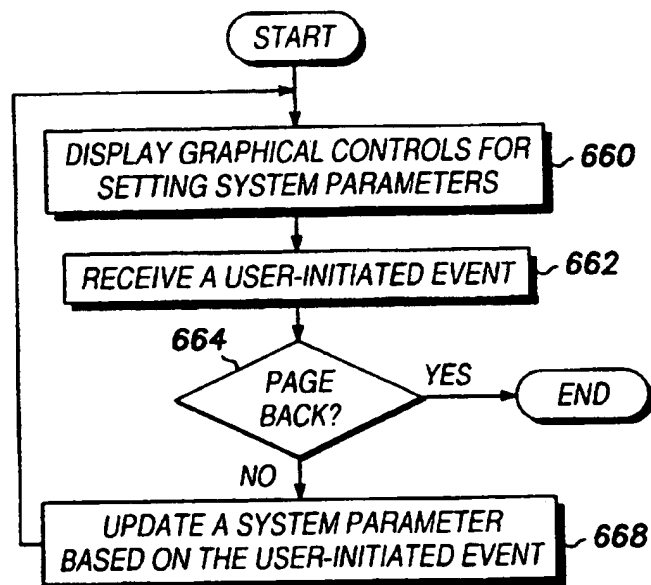 START
DISPLAY GRAPHICAL CONTROLS FOR
SETTING SYSTEM PARAMETERS
660
RECEIVE A USER-INITIATED EVENT
662
664
PAGE
BACK?
YES
END
NO
UPDATE A SYSTEM PARAMETER
BASED ON THE USER-INITIATED EVENT
668